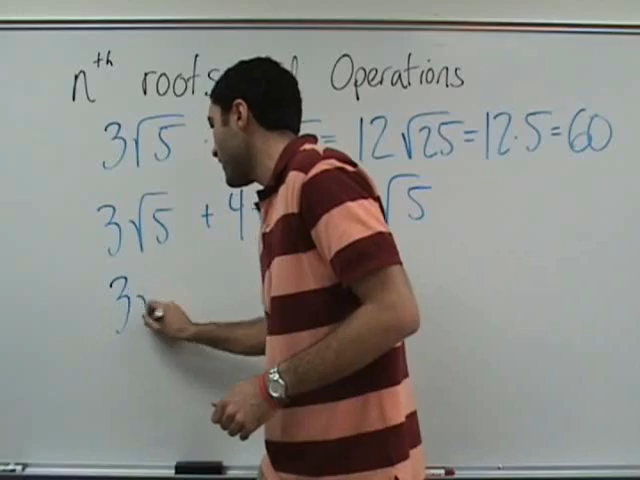 nth roots Operations
3√5 · = 12√25 = 12·5 = 60
3√5 + 4 √5
3